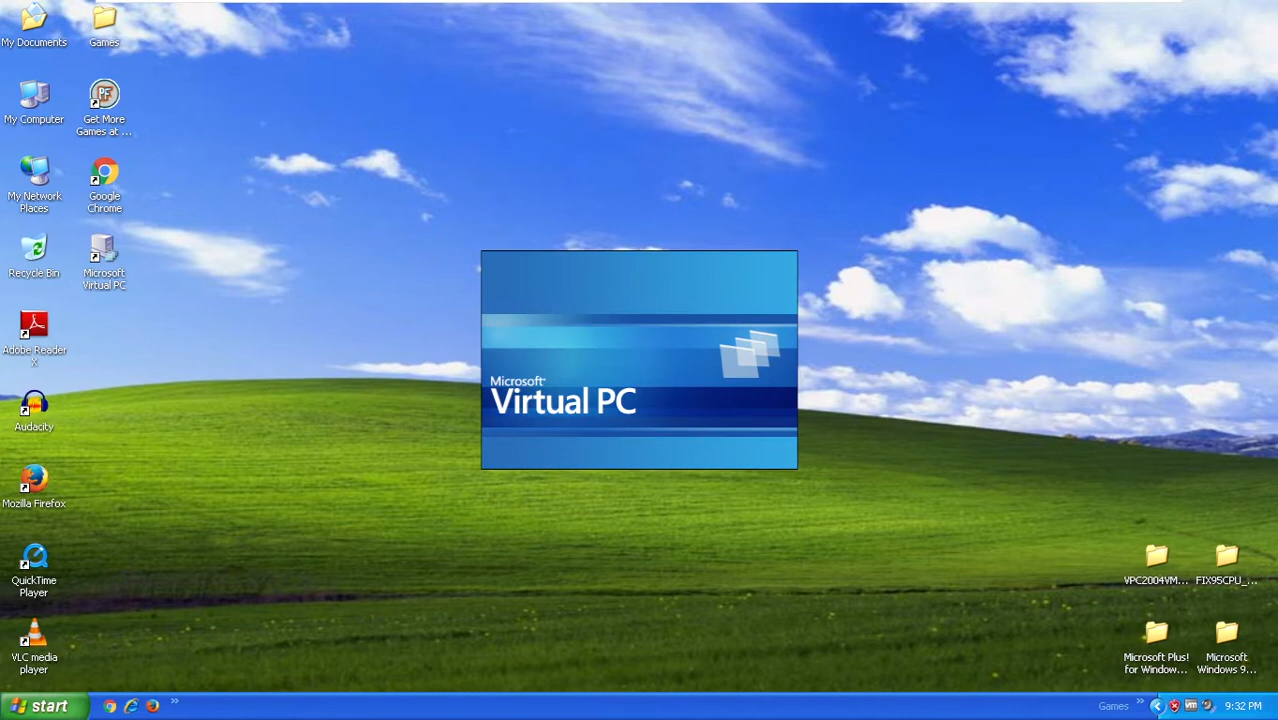 My Documents
Games
My Computer
Get More
Games at ...
PF
My Network
Places
Google
Chrome
Recycle Bin
Microsoft
Virtual PC
Adobe Reader
X
Audacity
Mozilla Firefox
QuickTime
Player
VLC media
player
Microsoft®
Virtual PC
VPC2004VM...
FIX95CPU_...
Microsoft Plus!
for Window...
Microsoft
Windows 9...
start
Games
9:32 PM